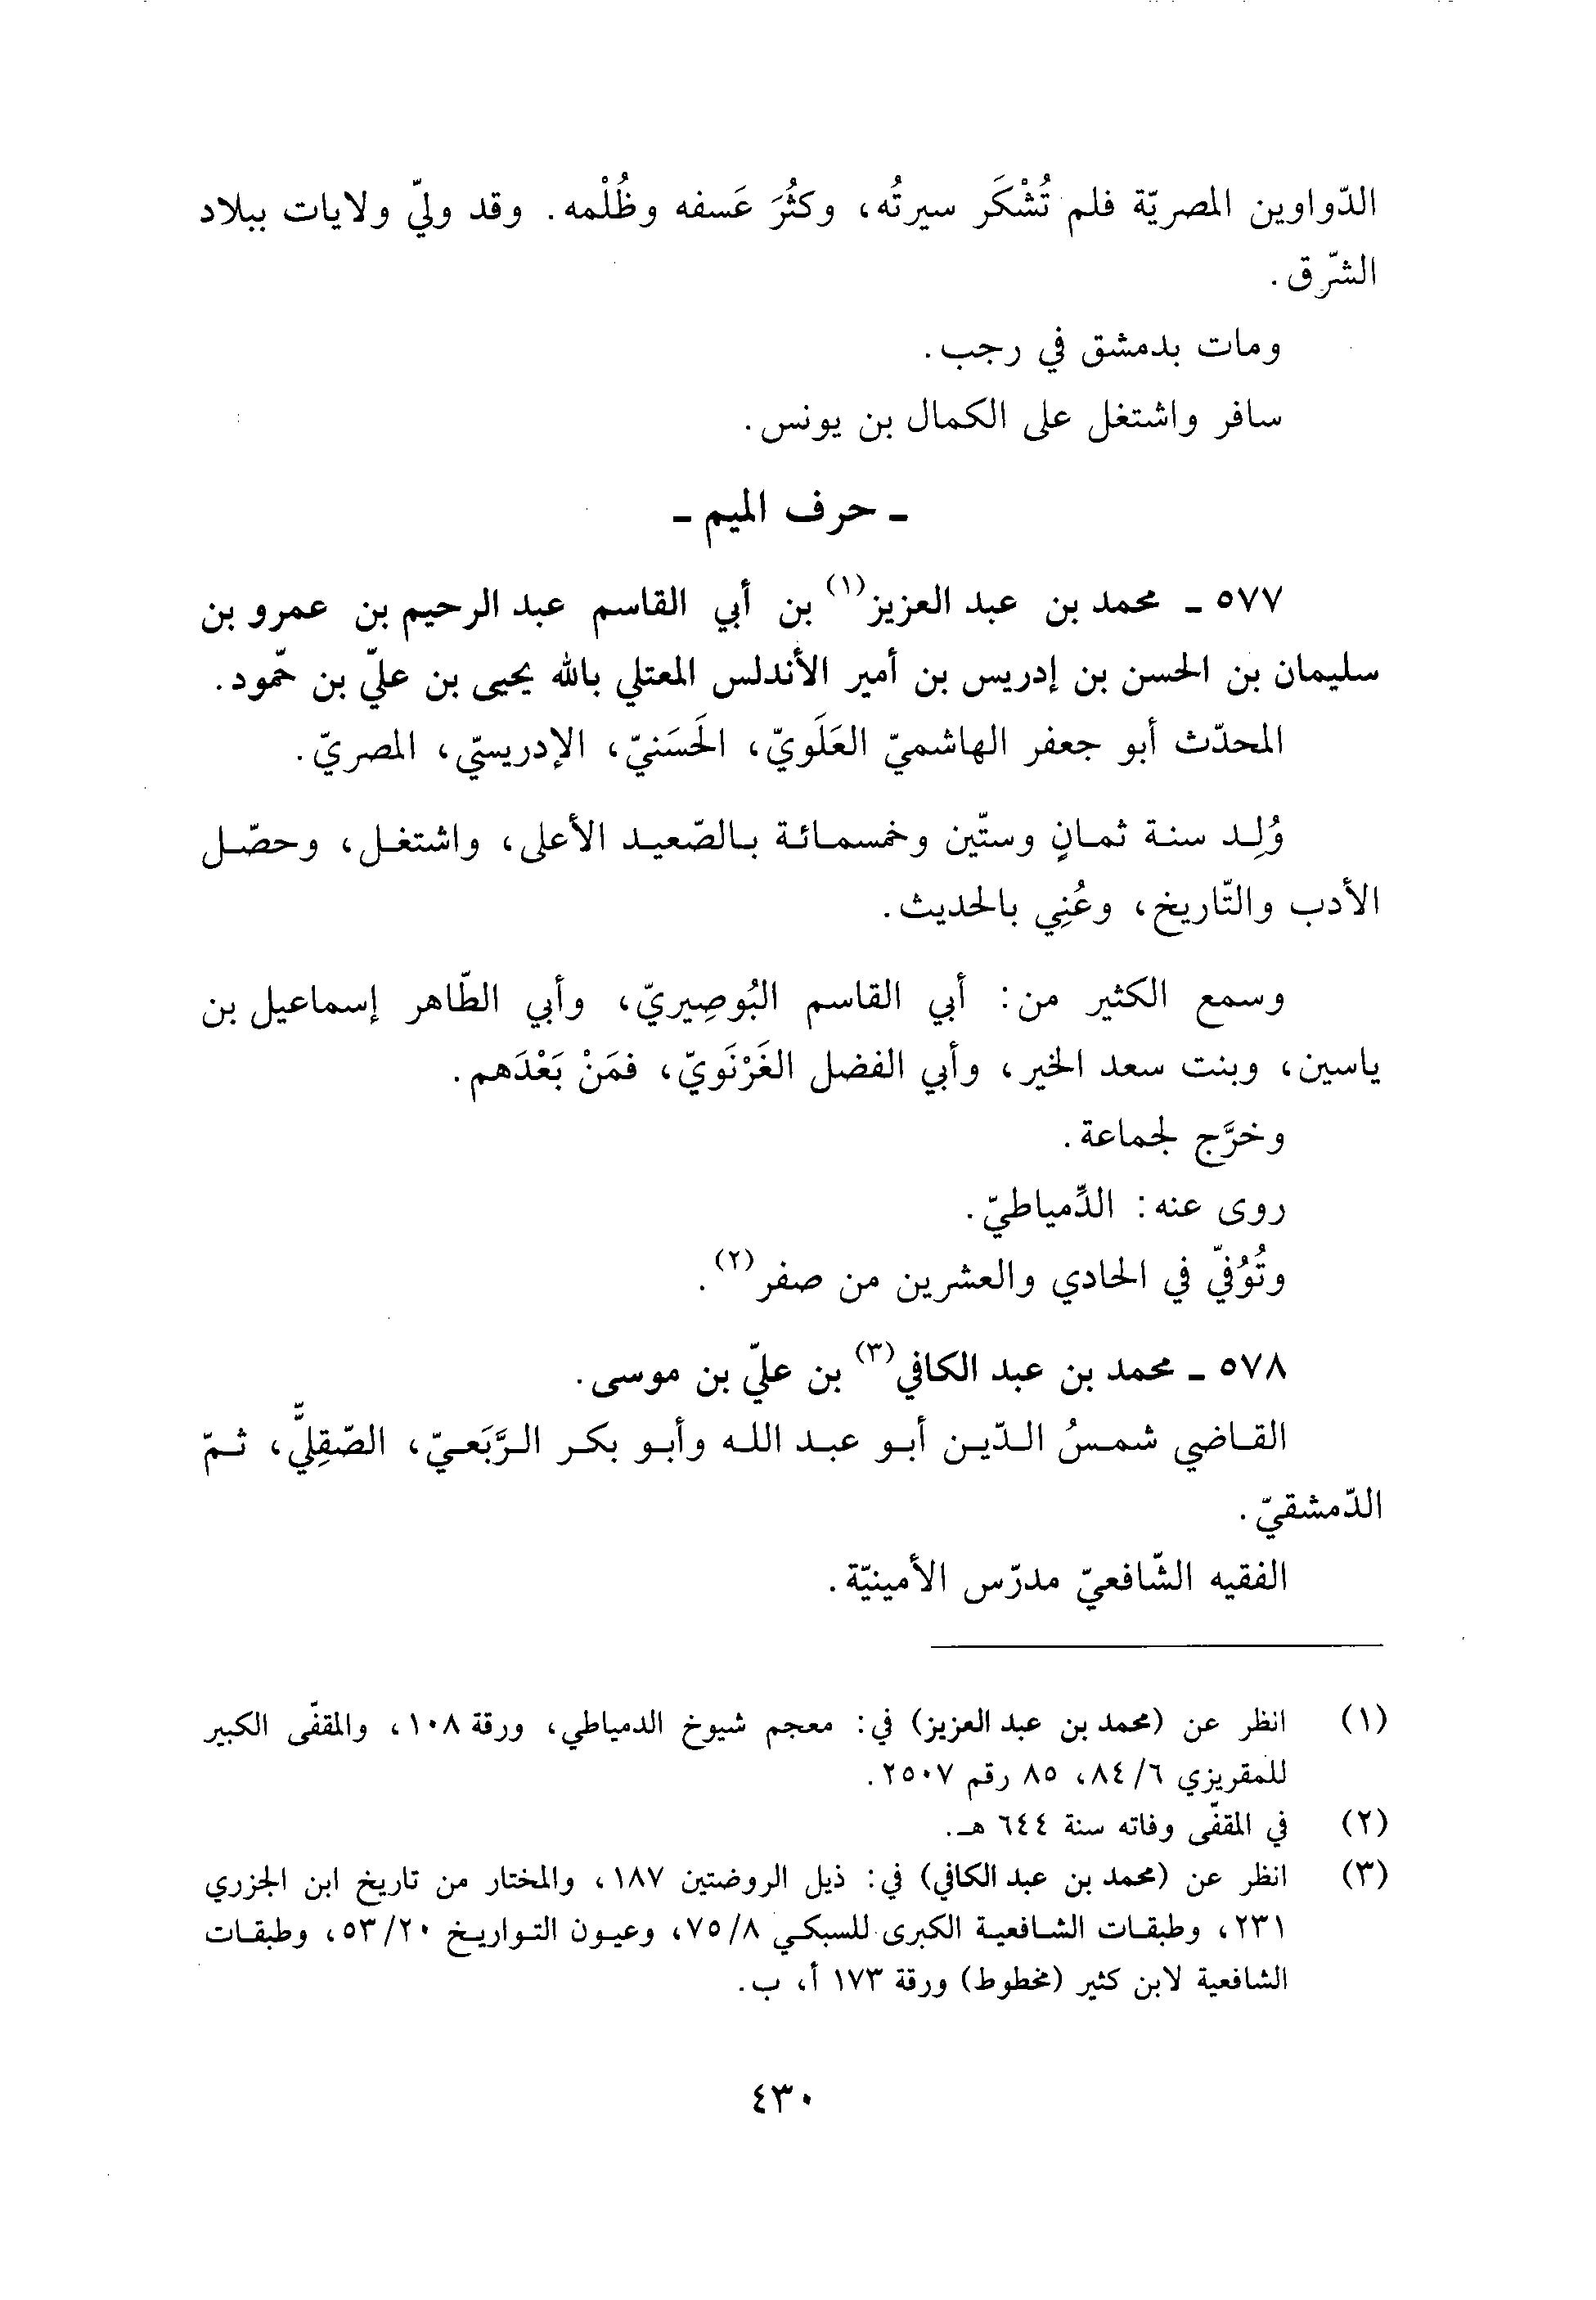 الدّواوين المصريّة فلم تُشْكَر سيرتُه، وكثُرَ عَسفه وظُلْمه. وقد وليّ ولايات ببلاد
الشّرق.
ومات بدمشق في رجب.
سافر واشتغل على الكمال بن يونس.
ـ حرف الميم ـ
٥٧٧ ـ محمد بن عبد العزيز(١) بن أبي القاسم عبد الرحيم بن عمرو بن
سليمان بن الحسن بن إدريس بن أمير الأندلس المعتلي بالله يحيى بن عليّ بن حمّود.
المحدّث أبو جعفر الهاشميّ العَلَويّ، الحَسَنيّ، الإدريسيّ، المصريّ.
وُلِد سنة ثمانٍ وستّين وخمسمائة بالصّعيد الأعلى، واشتغل، وحصّل
الأدب والتّاريخ، وعُنِي بالحديث.
وسمع الكثير من: أبي القاسم البُوصِيريّ، وأبي الطّاهر إسماعيل بن
ياسين، وبنت سعد الخير، وأبي الفضل الغَرْنَويّ، فمَنْ بَعْدَهم.
وخرَّج لجماعة.
روى عنه: الدِّمياطيّ.
وتُوُفيّ في الحادي والعشرين من صفر(٢).
٥٧٨ ـ محمد بن عبد الكافي(٣) بن عليّ بن موسى.
القاضي شمسُ الدّين أبو عبد الله وأبو بكر الرَّبَعيّ، الصّقِلّيّ، ثمّ
الدّمشقيّ.
الفقيه الشّافعيّ مدرّس الأمينيّة.
(١) انظر عن (محمد بن عبد العزيز) في: معجم شيوخ الدمياطي، ورقة ١٠٨، والمقفّى الكبير
للمقريزي ٦/ ٨٤، ٨٥ رقم ٢٥٠٧.
(٢) في المقفّى وفاته سنة ٦٤٤ هـ.
(٣) انظر عن (محمد بن عبد الكافي) في: ذيل الروضتين ١٨٧، والمختار من تاريخ ابن الجزري
٢٣١، وطبقات الشافعية الكبرى للسبكي ٨/ ٧٥، وعيون التواريخ ٢٠/ ٥٣، وطبقات
الشافعية لابن كثير (مخطوط) ورقة ١٧٣ أ، ب.
٤٣٠